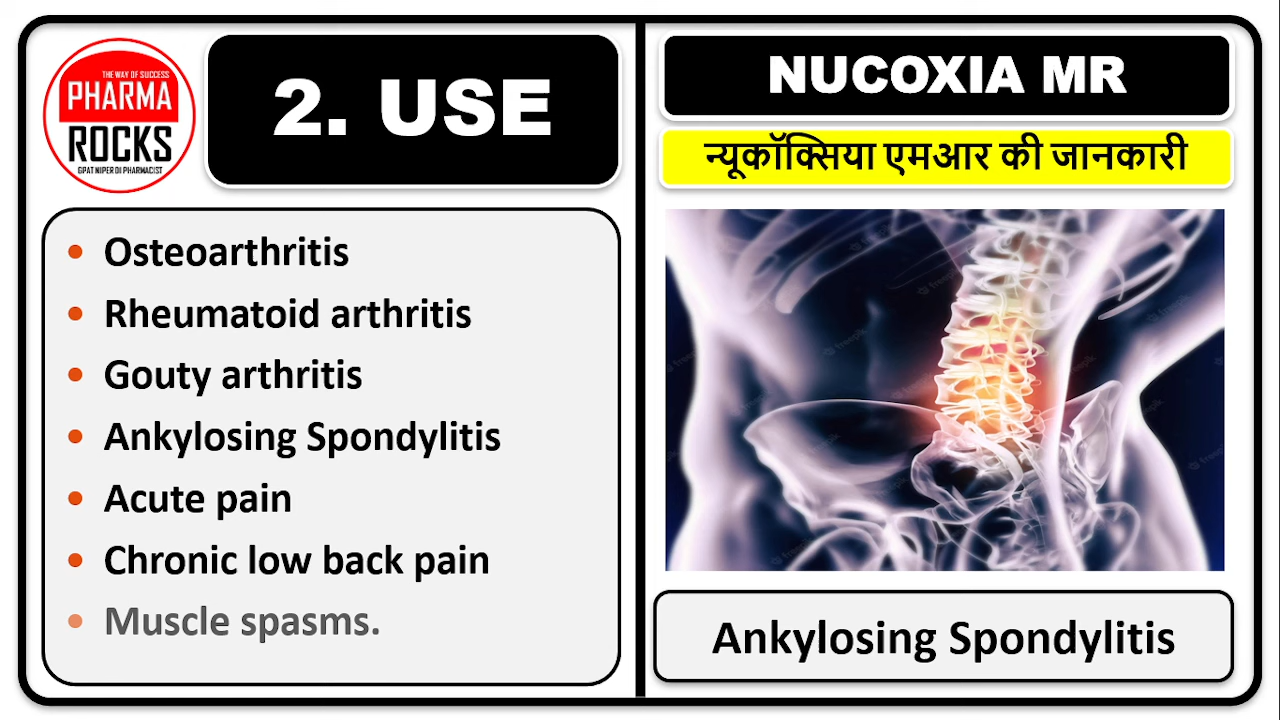 THE WAY OF SUCCESS
PHARMA
ROCKS
GPAT NIPER DI PHARMACIST
2. USE
• Osteoarthritis
• Rheumatoid arthritis
• Gouty arthritis
• Ankylosing Spondylitis
• Acute pain
• Chronic low back pain
• Muscle spasms.
NUCOXIA MR
न्यूकॉक्सिया एमआर की जानकारी
Ankylosing Spondylitis